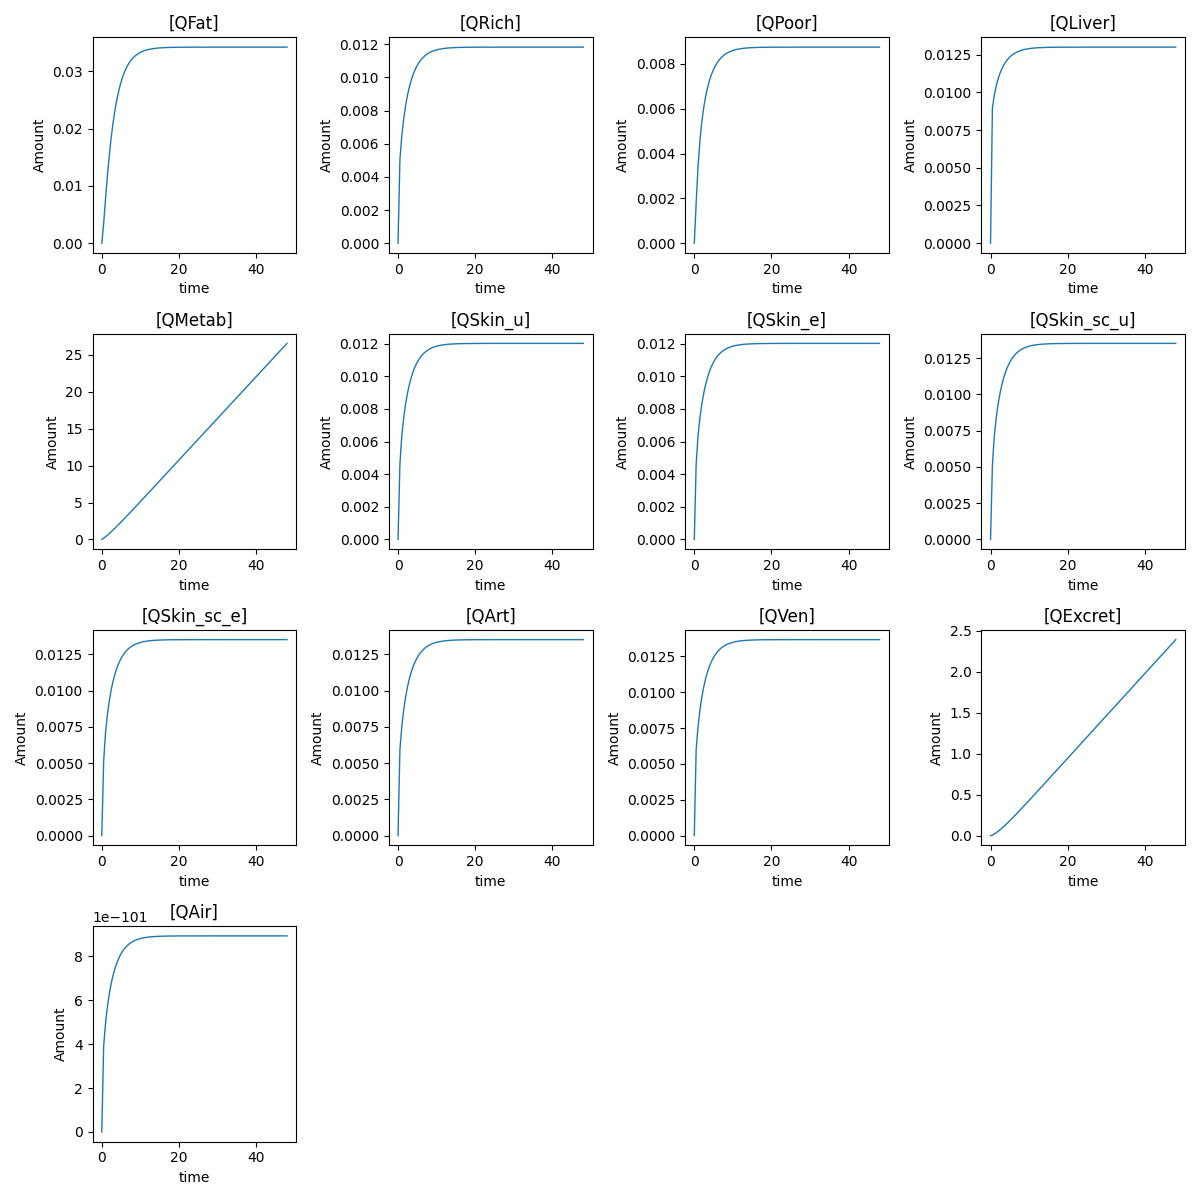 [QFat]
0.03
0.02
0.01
0.00
Amount
0 20 40
time
[QRich]
0.012
0.010
0.008
0.006
0.004
0.002
0.000
Amount
0 20 40
time
[QPoor]
0.008
0.006
0.004
0.002
0.000
Amount
0 20 40
time
[QLiver]
0.0125
0.0100
0.0075
0.0050
0.0025
0.0000
Amount
0 20 40
time
[QMetab]
25
20
15
10
5
0
Amount
0 20 40
time
[QSkin_u]
0.012
0.010
0.008
0.006
0.004
0.002
0.000
Amount
0 20 40
time
[QSkin_e]
0.012
0.010
0.008
0.006
0.004
0.002
0.000
Amount
0 20 40
time
[QSkin_sc_u]
0.0125
0.0100
0.0075
0.0050
0.0025
0.0000
Amount
0 20 40
time
[QSkin_sc_e]
0.0125
0.0100
0.0075
0.0050
0.0025
0.0000
Amount
0 20 40
time
[QArt]
0.0125
0.0100
0.0075
0.0050
0.0025
0.0000
Amount
0 20 40
time
[QVen]
0.0125
0.0100
0.0075
0.0050
0.0025
0.0000
Amount
0 20 40
time
[QExcret]
2.5
2.0
1.5
1.0
0.5
0.0
Amount
0 20 40
time
1e−101 [QAir]
8
6
4
2
0
Amount
0 20 40
time